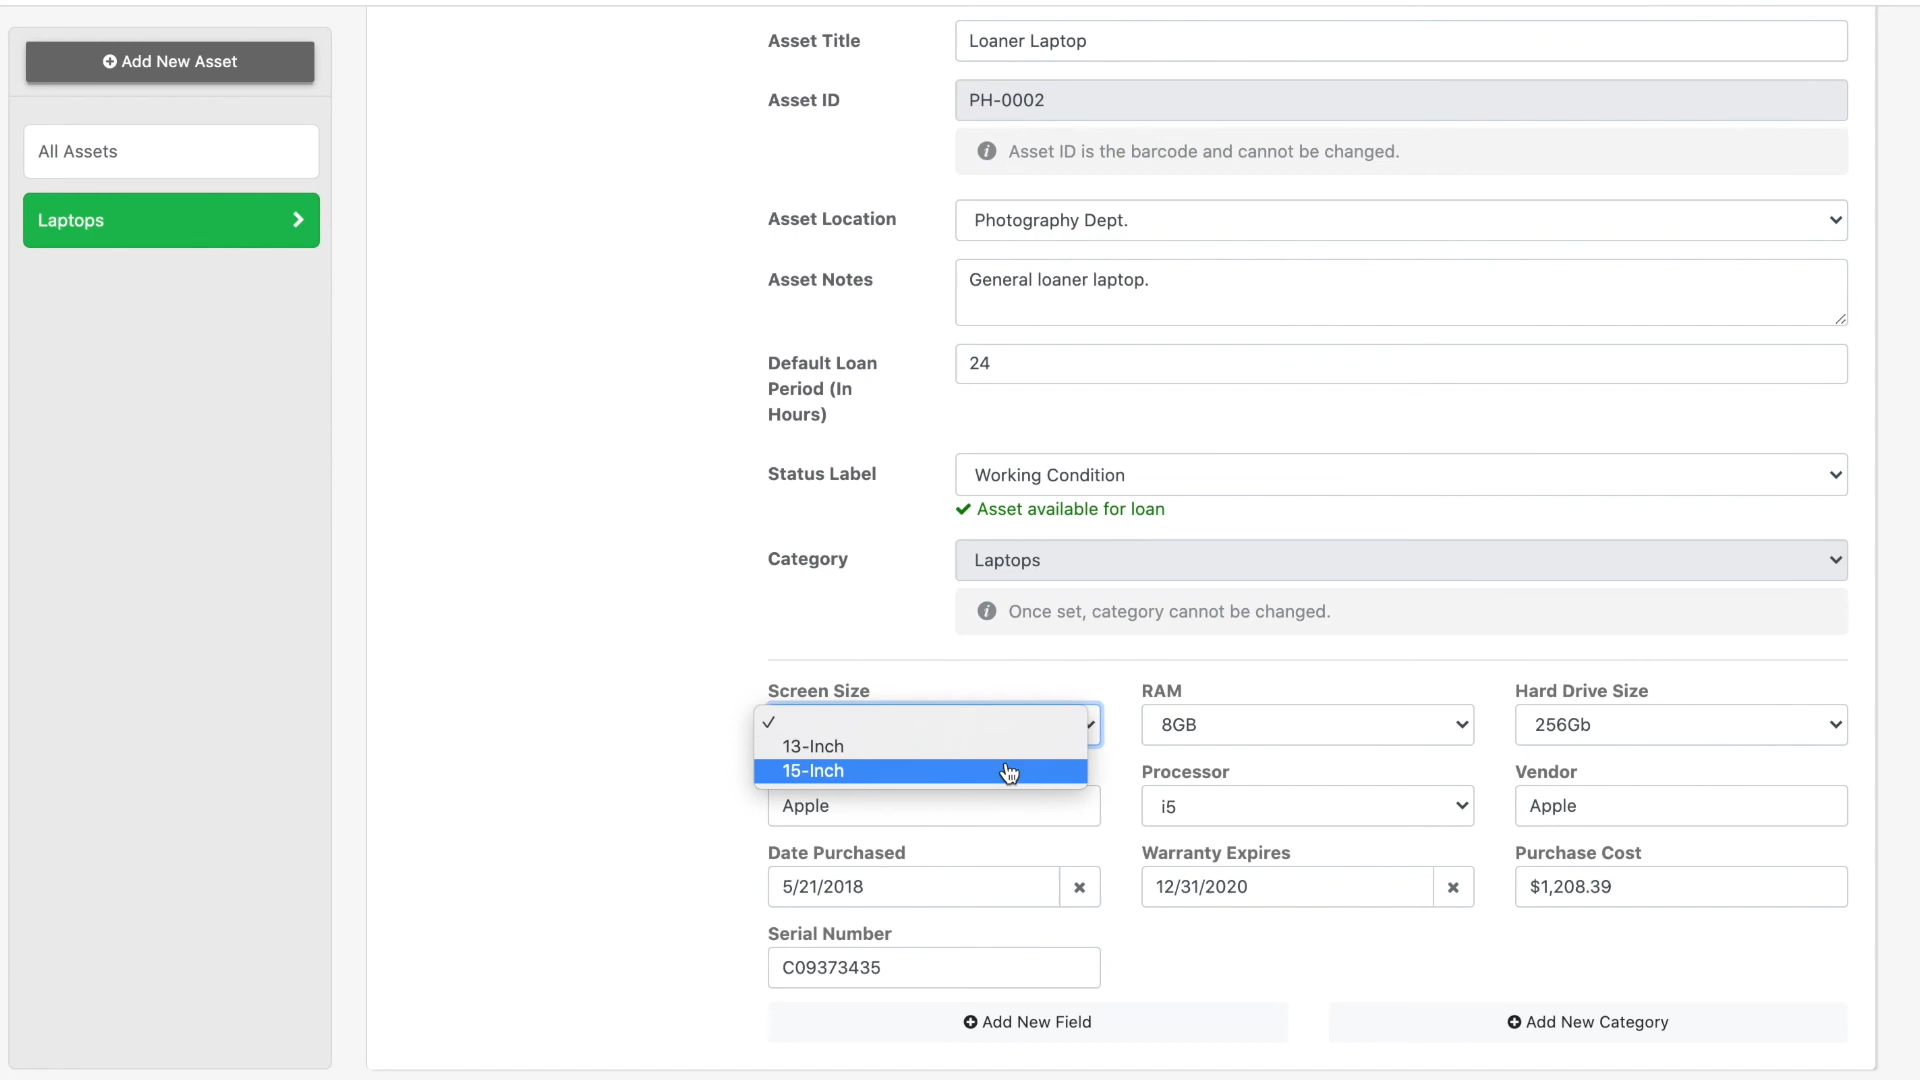 Add New Asset
All Assets
Laptops
Asset Title
Loaner Laptop
Asset ID
PH-0002
Asset ID is the barcode and cannot be changed.
Asset Location
Photography Dept.
Asset Notes
General loaner laptop.
Default Loan
Period (In
Hours)
24
Status Label
Working Condition
Asset available for loan
Category
Laptops
Once set, category cannot be changed.
Screen Size
13-Inch
15-Inch
RAM
8GB
Hard Drive Size
256Gb
Apple
Processor
i5
Vendor
Apple
Date Purchased
5/21/2018
Warranty Expires
12/31/2020
Purchase Cost
$1,208.39
Serial Number
C09373435
Add New Field
Add New Category